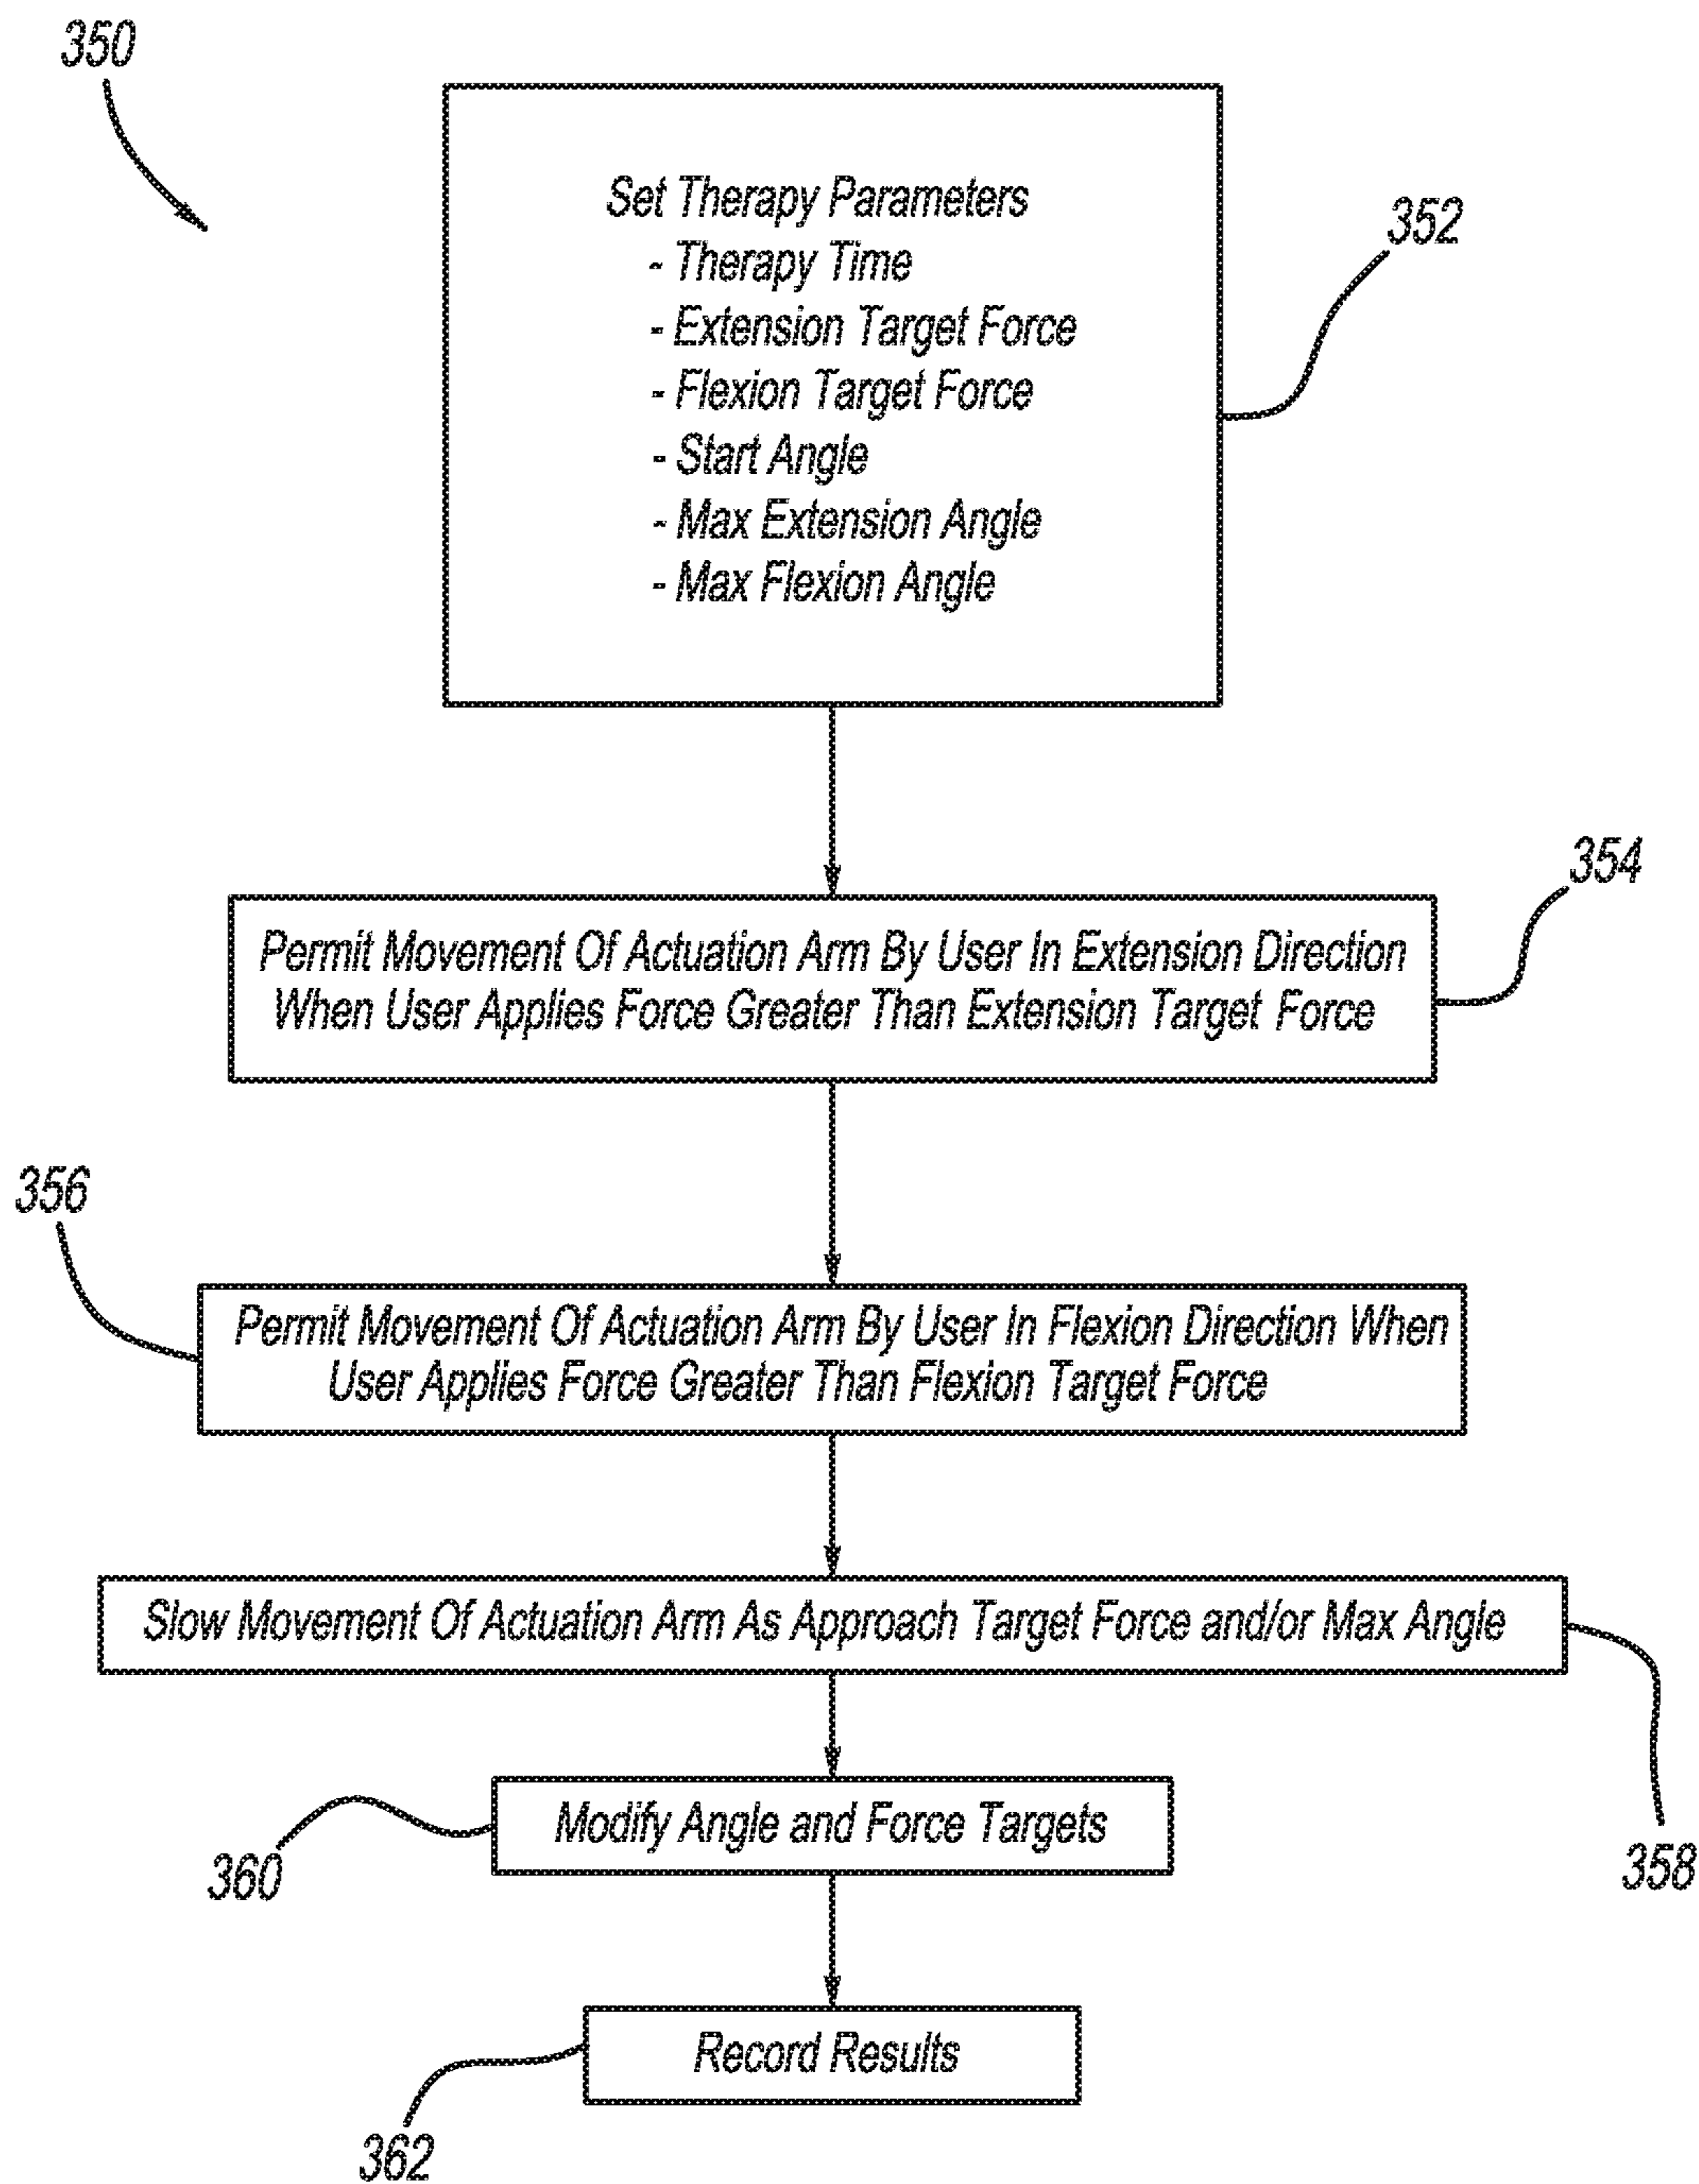 350
Set Therapy Parameters
- Therapy Time
352
- Extension Target Force
- Flexion Target Force
- Start Angle
- Max Extension Angle
- Max Flexion Angle
354
Permit Movement Of Actuation Arm By User In Extension Direction
When User Applies Force Greater Than Extension Target Force
356
Permit Movement Of Actuation Arm By User In Flexion Direction When
User Applies Force Greater Than Flexion Target Force
Slow Movement Of Actuation Arm As Approach Target Force and/or Max Angle
358
Modify Angle and Force Targets
360
Record Results
362